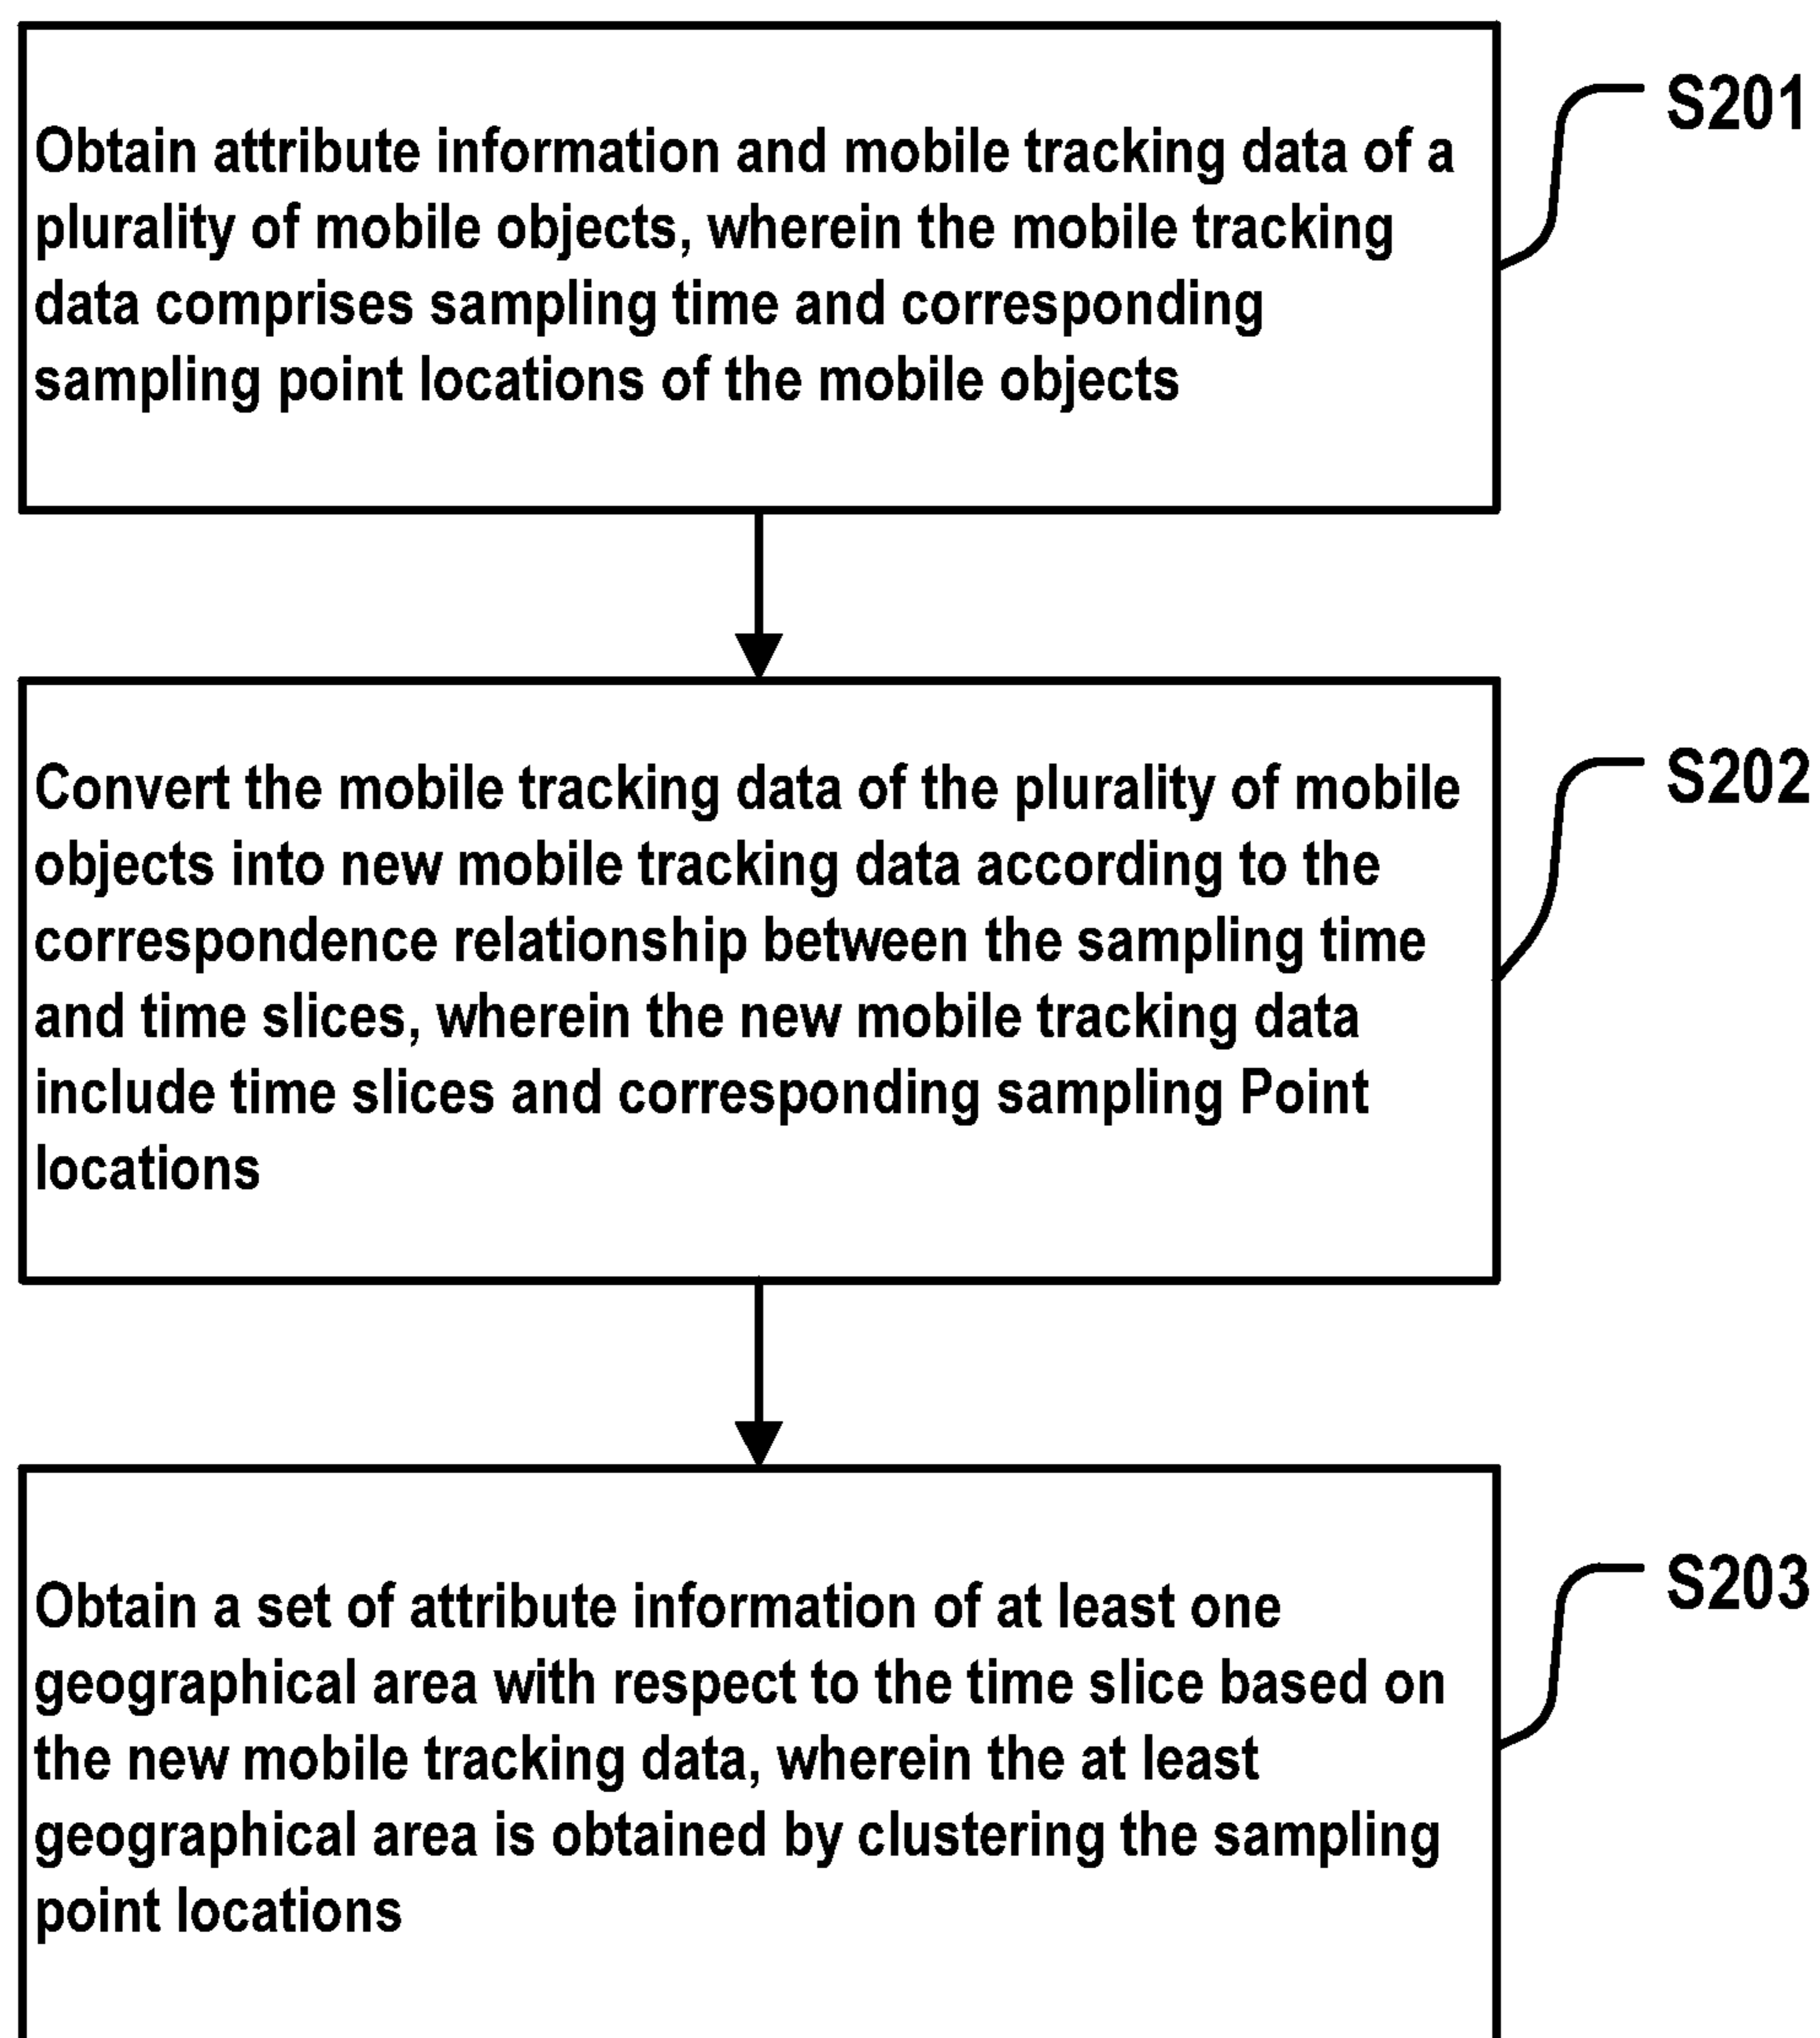 Obtain attribute information and mobile tracking data of a
plurality of mobile objects, wherein the mobile tracking
data comprises sampling time and corresponding
sampling point locations of the mobile objects
S201
Convert the mobile tracking data of the plurality of mobile
objects into new mobile tracking data according to the
correspondence relationship between the sampling time
and time slices, wherein the new mobile tracking data
include time slices and corresponding sampling Point
locations
S202
Obtain a set of attribute information of at least one
geographical area with respect to the time slice based on
the new mobile tracking data, wherein the at least
geographical area is obtained by clustering the sampling
point locations
S203